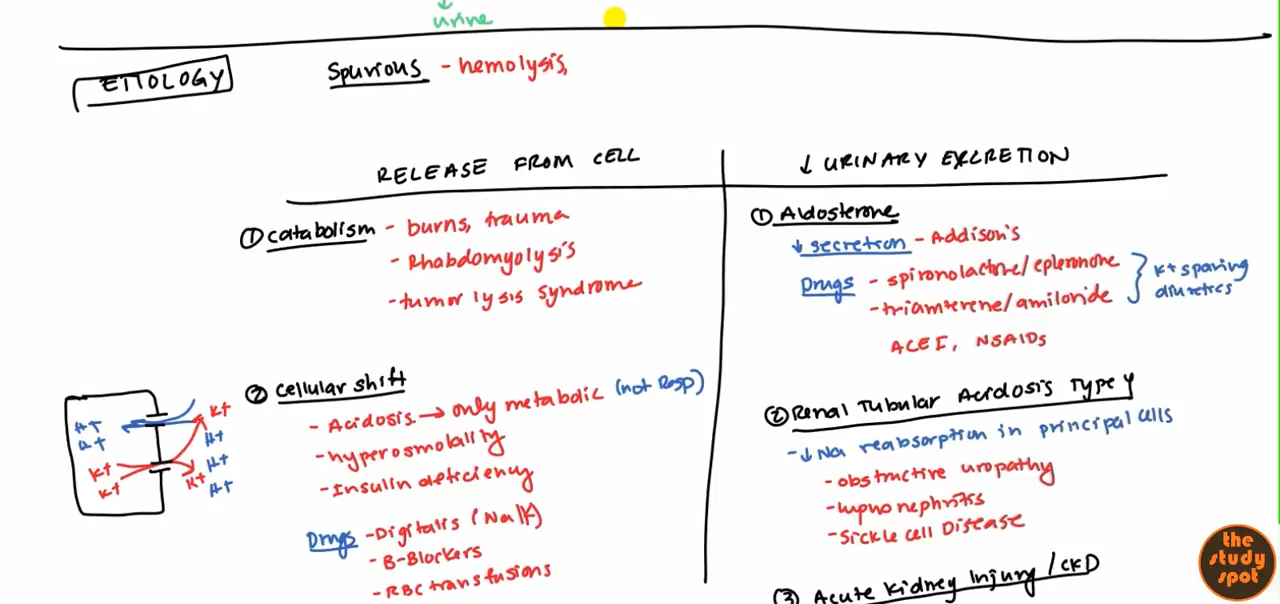 urine
ETIOLOGY
Spurious - hemolysis,
RELEASE FROM CELL
① catabolism - burns, trauma
- Rhabdomyolysis
- tumor lysis syndrome
② cellular shift
- Acidosis → only metabolic (not Resp)
- hyperosmolality
- Insulin deficiency
Drugs - Digitalis (Na/K)
- B-Blockers
- RBC transfusions
H+
H+
K+
K+
K+
H+
H+
K+
H+
↓ URINARY EXCRETION
① Aldosterone
↓ secretion - Addison's
Drugs - spironolactone/eplerenone
- triamterene/amiloride
K+ sparing
diuretics
ACEI, NSAIDs
② Renal Tubular Acidosis Type 4
- ↓ Na reabsorption in principal cells
- obstructive uropathy
- lupus nephritis
- Sickle cell Disease
③ Acute Kidney Injury / CKD
the
study
spot